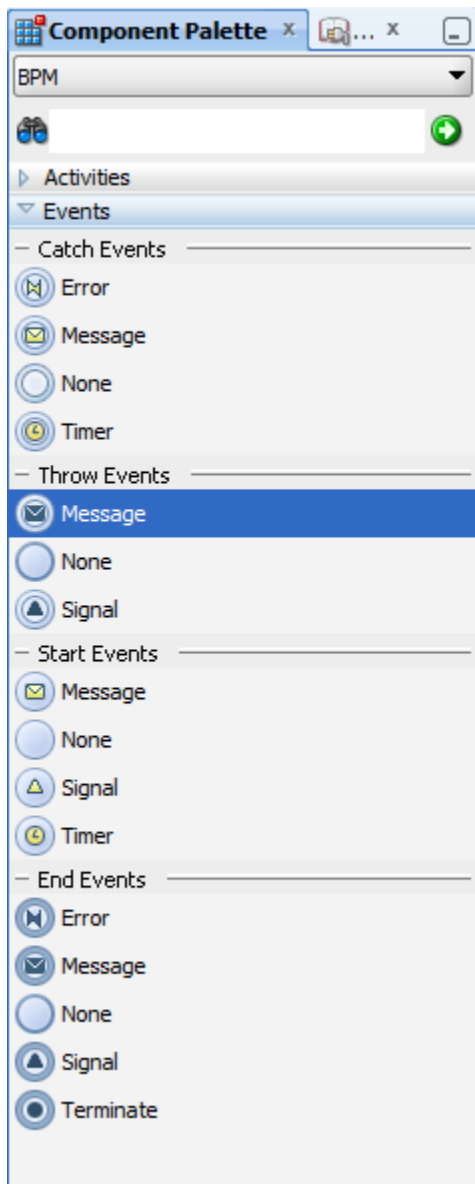 Component Palette x ... x
BPM
Activities
Events
Catch Events
Error
Message
None
Timer
Throw Events
Message
None
Signal
Start Events
Message
None
Signal
Timer
End Events
Error
Message
None
Signal
Terminate